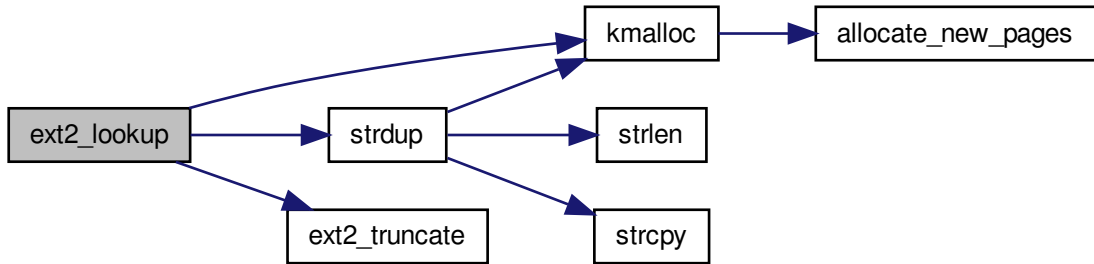 kmalloc
allocate_new_pages
ext2_lookup
strdup
strlen
ext2_truncate
strcpy